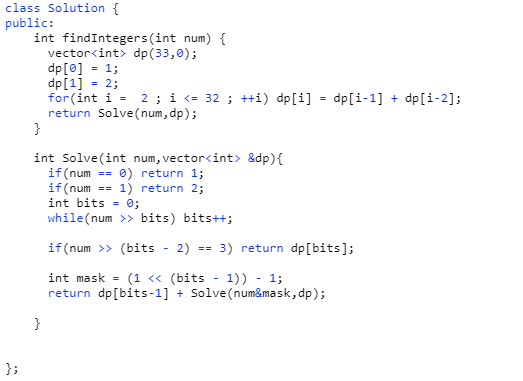 class Solution {
public:
    int findIntegers(int num) {
      vector<int> dp(33,0);
      dp[0] = 1;
      dp[1] = 2;
      for(int i =  2 ; i <= 32 ; ++i) dp[i] = dp[i-1] + dp[i-2];
      return Solve(num,dp);
    }
    int Solve(int num,vector<int> &dp){
      if(num == 0) return 1;
      if(num == 1) return 2;
      int bits = 0;
      while(num >> bits) bits++;
      if(num >> (bits - 2) == 3) return dp[bits];
      int mask = (1 << (bits - 1)) - 1;
      return dp[bits-1] + Solve(num&mask,dp);
    }
};